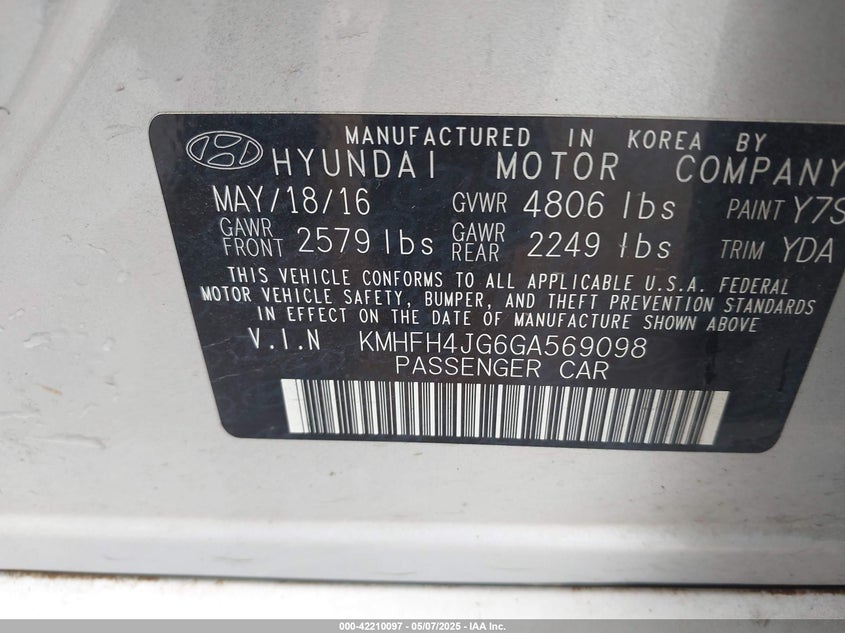 MANUFACTURED IN KOREA BY
HYUNDAI MOTOR COMPANY
MAY/18/16 GVWR 4806 lbs PAINT Y7S
GAWR FRONT 2579 lbs GAWR REAR 2249 lbs TRIM YDA
THIS VEHICLE CONFORMS TO ALL APPLICABLE U.S.A. FEDERAL
MOTOR VEHICLE SAFETY, BUMPER, AND THEFT PREVENTION STANDARDS
IN EFFECT ON THE DATE OF MANUFACTURE SHOWN ABOVE.
V.I.N KMHFH4JG6GA569098
PASSENGER CAR
000-42210097 - 05/07/2025 - IAA Inc.